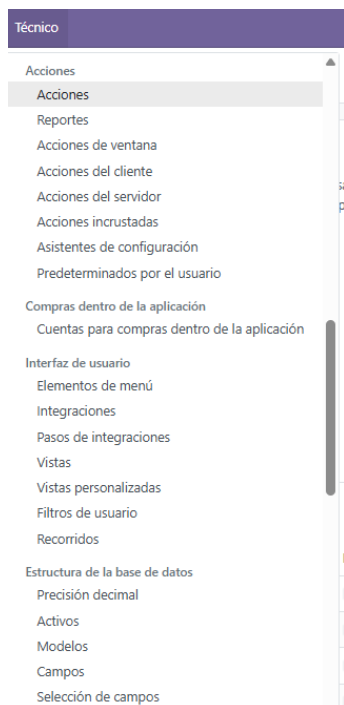 Técnico
Acciones
Acciones
Reportes
Acciones de ventana
Acciones del cliente
Acciones del servidor
Acciones incrustadas
Asistentes de configuración
Predeterminados por el usuario
Compras dentro de la aplicación
Cuentas para compras dentro de la aplicación
Interfaz de usuario
Elementos de menú
Integraciones
Pasos de integraciones
Vistas
Vistas personalizadas
Filtros de usuario
Recorridos
Estructura de la base de datos
Precisión decimal
Activos
Modelos
Campos
Selección de campos